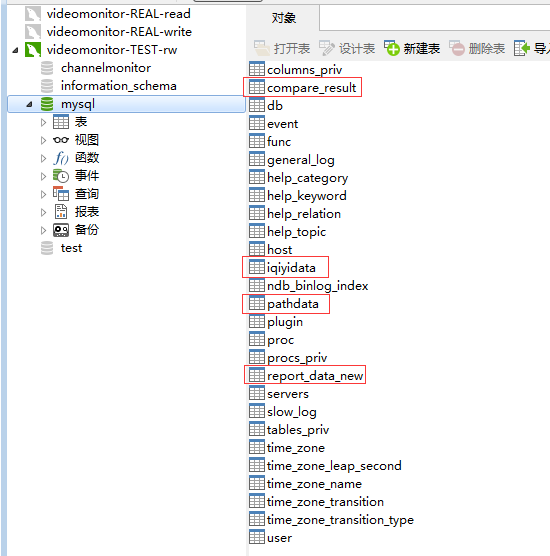 videomonitor-REAL-read
videomonitor-REAL-write
videomonitor-TEST-rw
channelmonitor
information_schema
mysql
表
视图
函数
事件
查询
报表
备份
test
对象
打开表 设计表 新建表 删除表 导
columns_priv
compare_result
db
event
func
general_log
help_category
help_keyword
help_relation
help_topic
host
iqiyidata
ndb_binlog_index
pathdata
plugin
proc
procs_priv
report_data_new
servers
slow_log
tables_priv
time_zone
time_zone_leap_second
time_zone_name
time_zone_transition
time_zone_transition_type
user